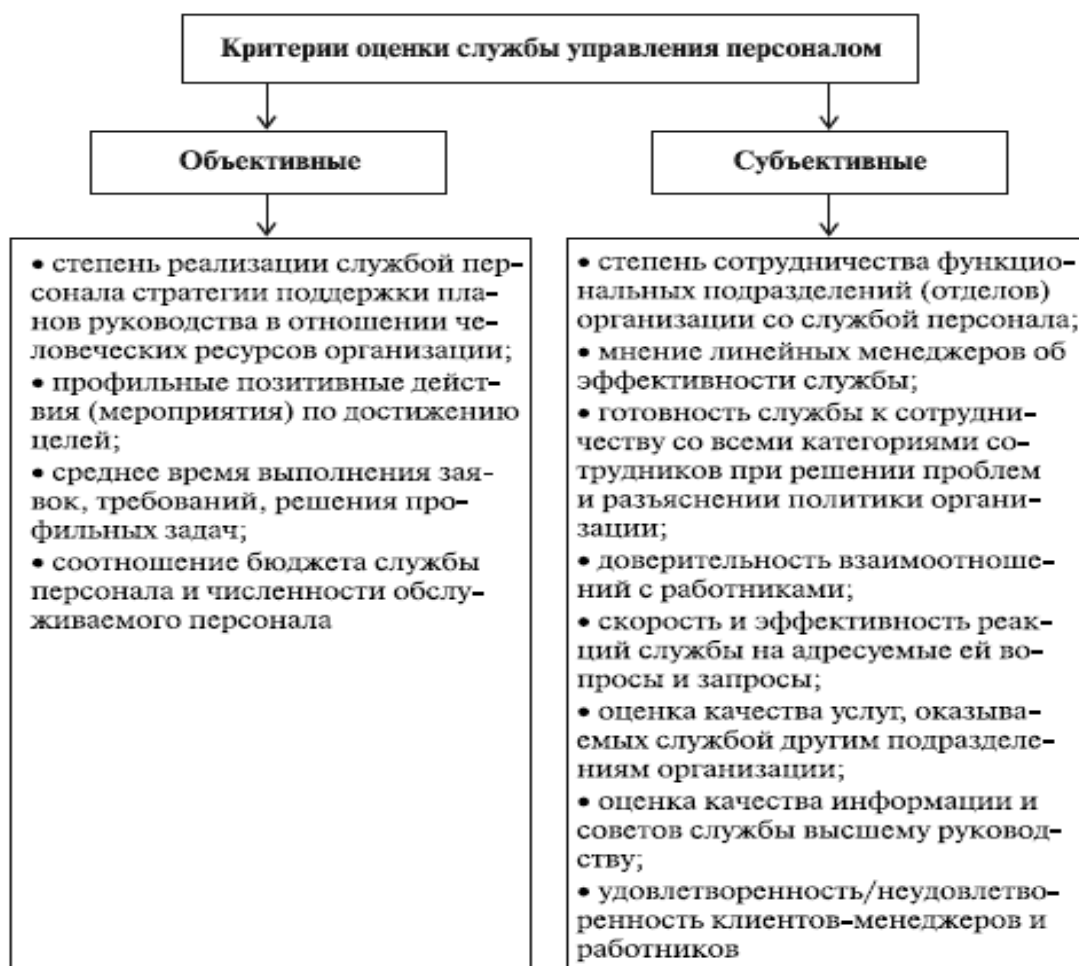 Критерии оценки службы управления персоналом
Объективные
• степень реализации службой пер-
сонала стратегии поддержки пла-
нов руководства в отношении че-
ловеческих ресурсов организации;
• профильные позитивные дейст-
вия (мероприятия) по достижению
целей;
• среднее время выполнения зая-
вок, требований, решения про-
фильных задач;
• соотношение бюджета службы
персонала и численности обслу-
живаемого персонала
Субъективные
• степень сотрудничества функцио-
нальных подразделений (отделов)
организации со службой персонала;
• мнение линейных менеджеров об
эффективности службы;
• готовность службы к сотрудни-
честву со всеми категориями со-
трудников при решении проблем
и разъяснении политики органи-
зации;
• доверительность взаимоотноше-
ний с работниками;
• скорость и эффективность реак-
ций службы на адресуемые ей во-
просы и запросы;
• оценка качества услуг, оказыва-
емых службой другим подразделе-
ниям организации;
• оценка качества информации и
советов службы высшему руковод-
ству;
• удовлетворенность/неудовлетво-
ренность клиентов-менеджеров и
работников